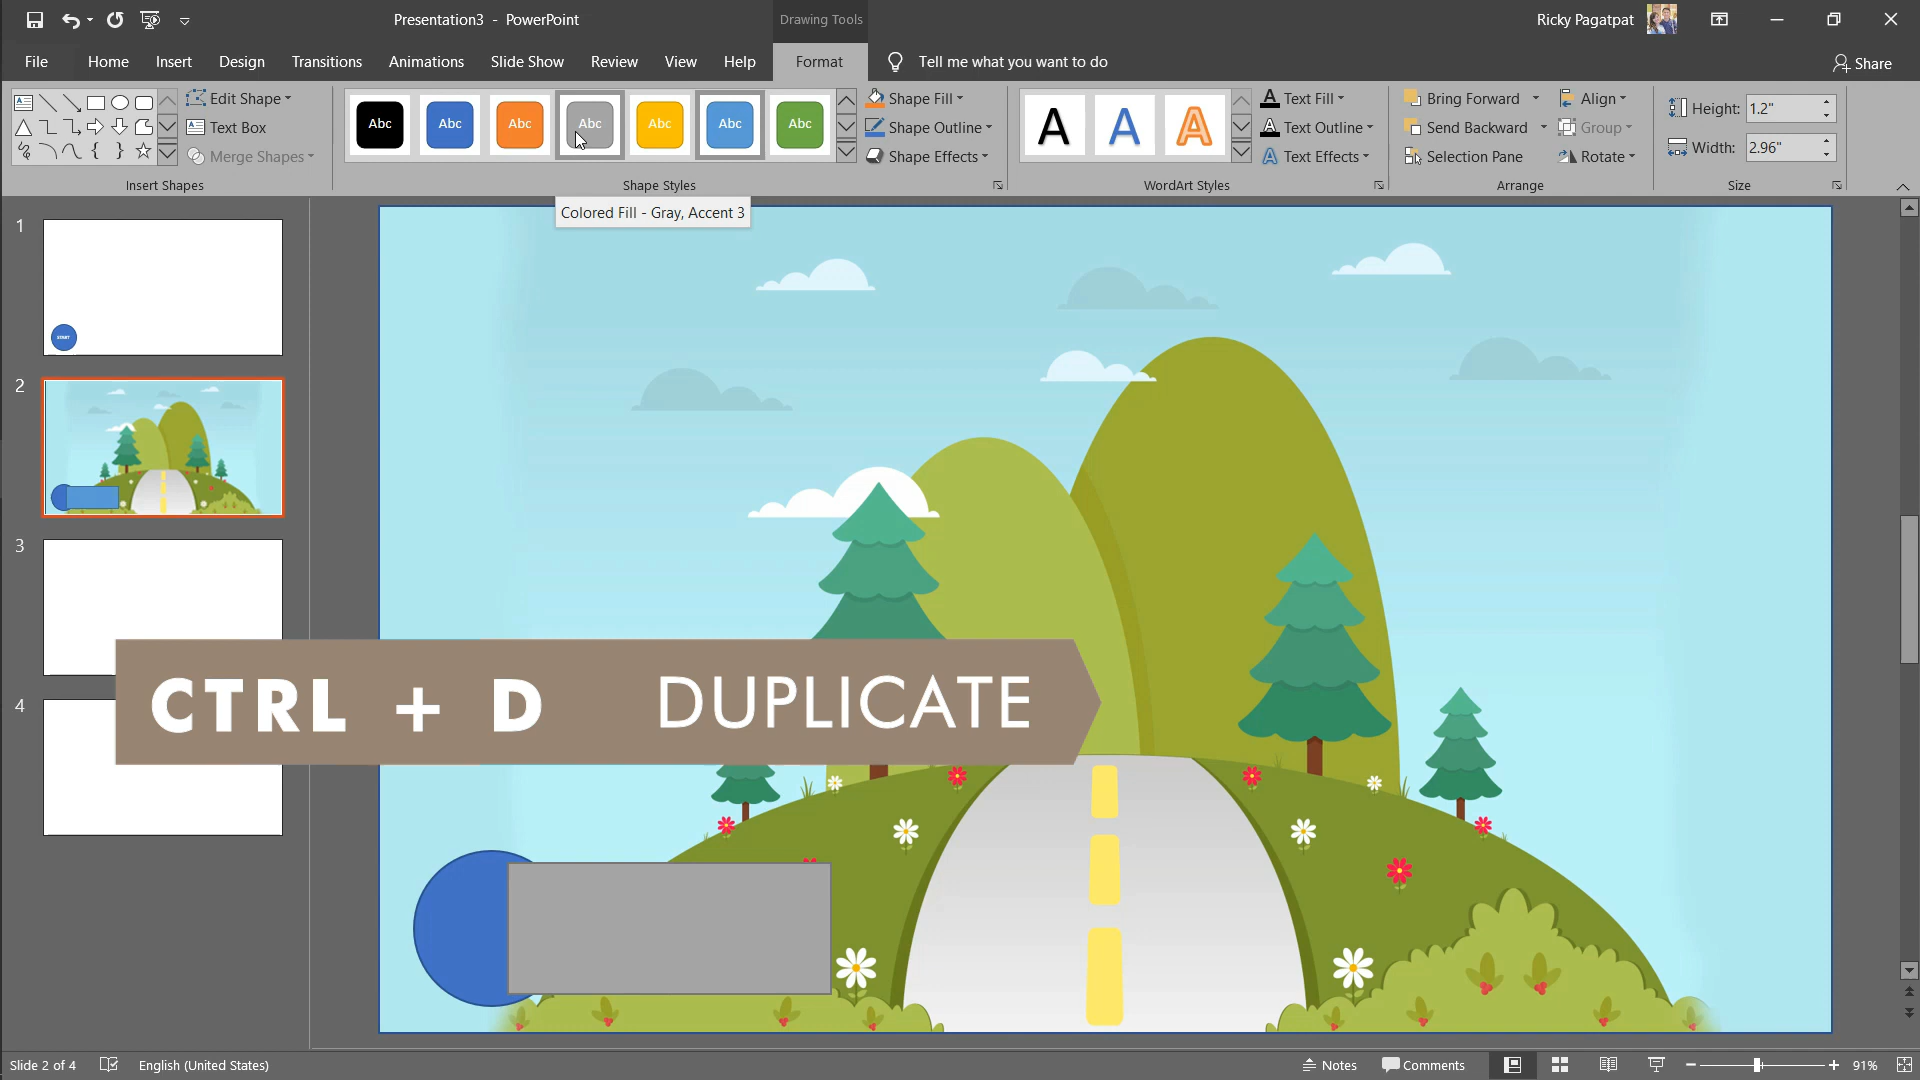 Presentation3 - PowerPoint
Drawing Tools
Ricky Pagatpat
File Home Insert Design Transitions Animations Slide Show Review View Help Format Tell me what you want to do Share
Edit Shape
Text Box
Merge Shapes
Insert Shapes
Abc Abc Abc Abc Abc Abc Abc
Shape Fill
Shape Outline
Shape Effects
Shape Styles
A A A
Text Fill
Text Outline
Text Effects
WordArt Styles
Bring Forward
Send Backward
Selection Pane
Align
Group
Rotate
Arrange
Height: 1.2"
Width: 2.96"
Size
Colored Fill - Gray, Accent 3
1
START
2
3
4
CTRL + D DUPLICATE
Slide 2 of 4 English (United States) Notes Comments 91%